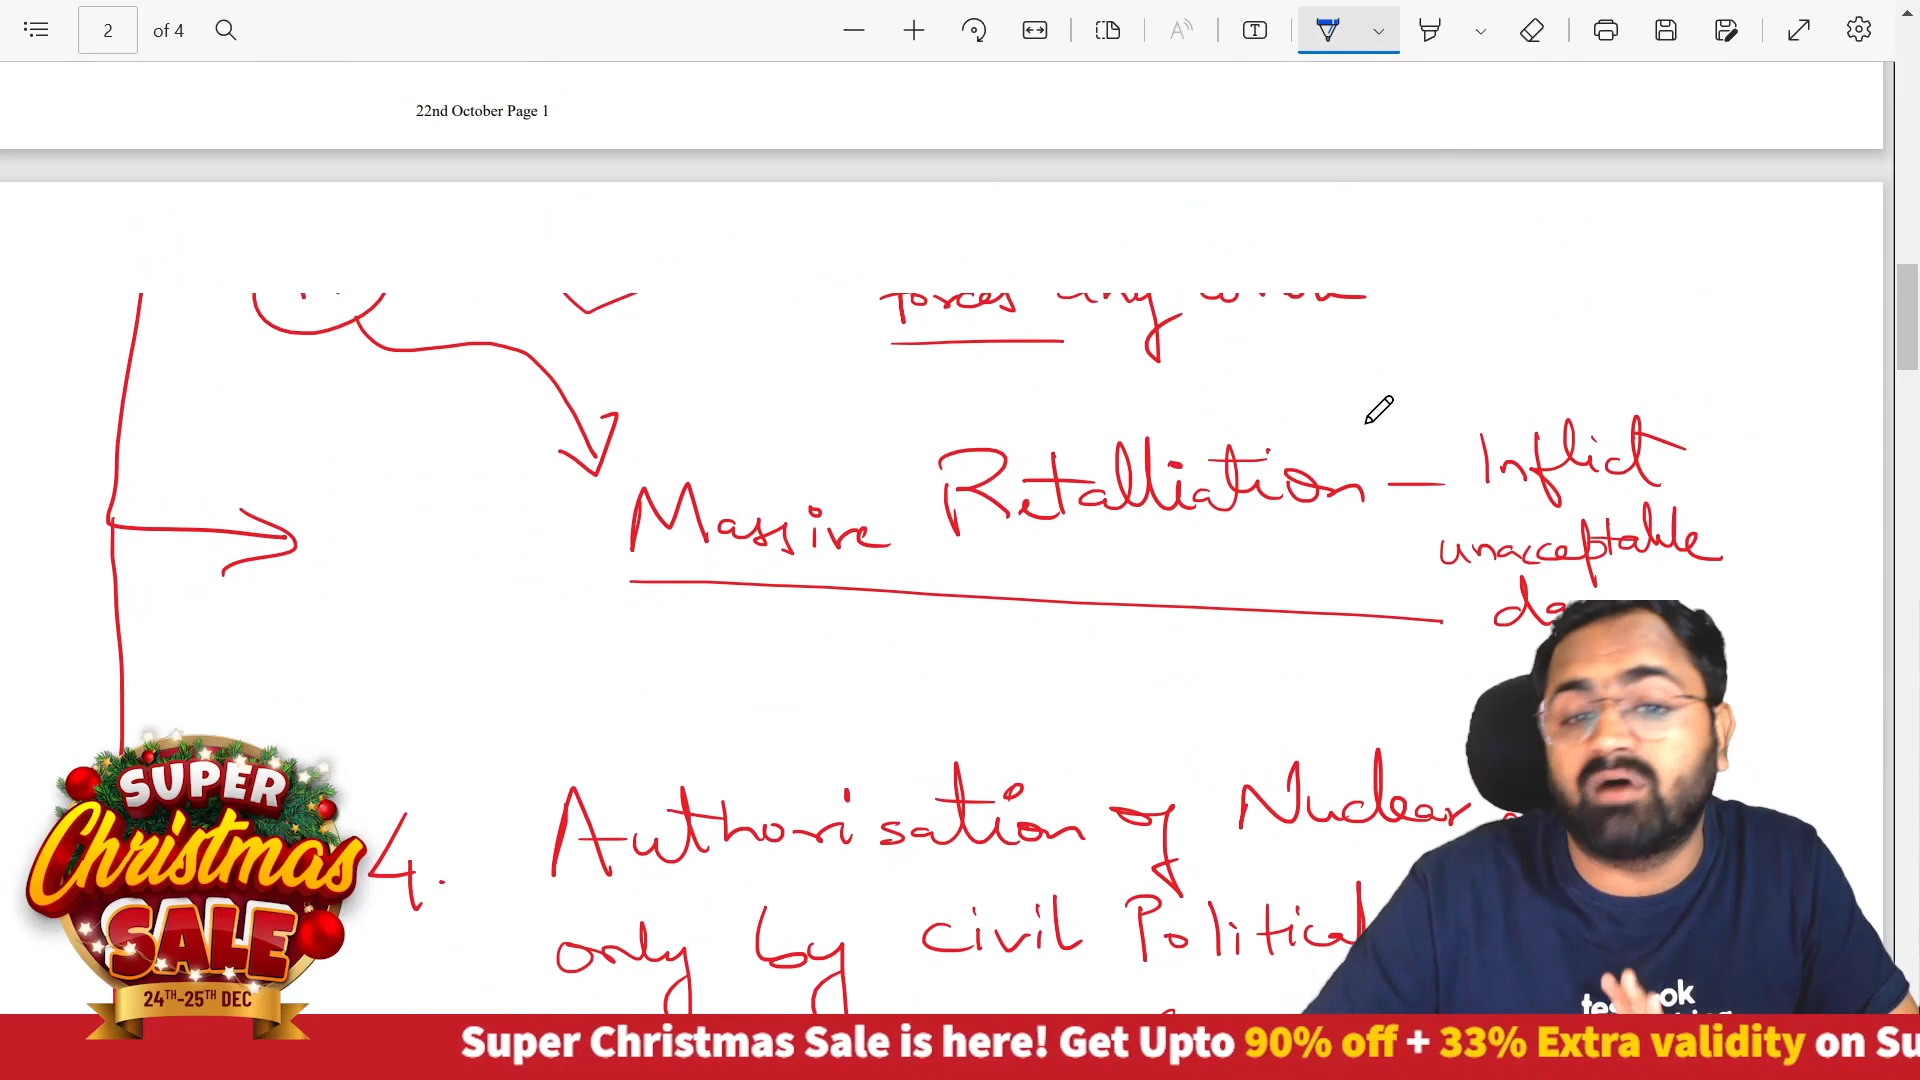 2 of 4
22nd October Page 1
forces any
Massive Retalliation — Inflict
unacceptable
4. Authorisation of Nuclear
only by civil Political
SUPER
Christmas
SALE
24TH-25TH DEC
Super Christmas Sale is here! Get Upto 90% off + 33% Extra validity on Su